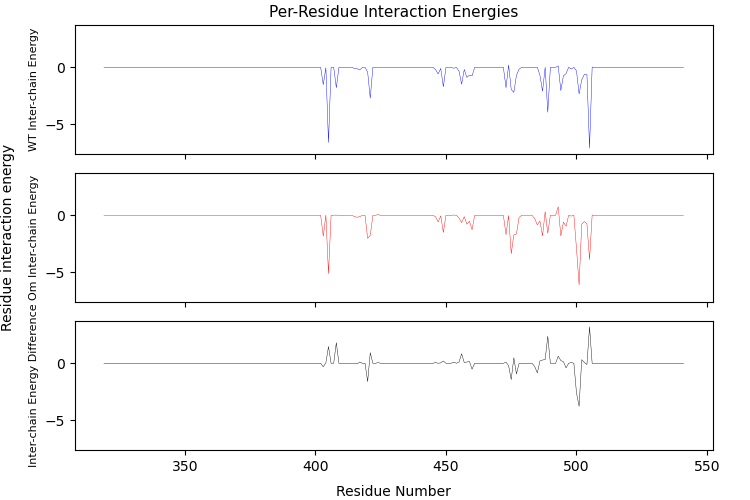 Per-Residue Interaction Energies
Residue interaction energy
WT Inter-chain Energy
0
−5
Om Inter-chain Energy
0
−5
Inter-chain Energy Difference
0
−5
350
400
450
500
550
Residue Number